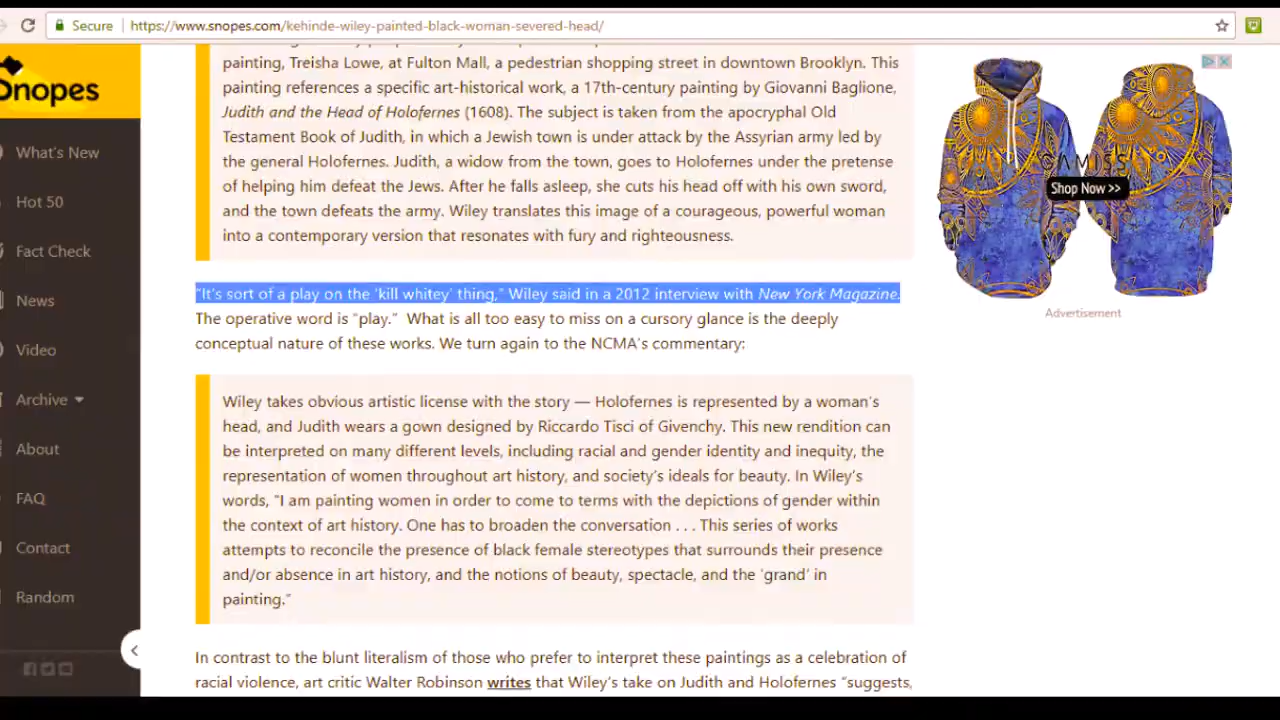 Secure
https://www.snopes.com/kehinde-wiley-painted-black-woman-severed-head/
Snopes
What's New
Hot 50
Fact Check
News
Video
Archive
About
FAQ
Contact
Random
painting, Treisha Lowe, at Fulton Mall, a pedestrian shopping street in downtown Brooklyn. This
painting references a specific art-historical work, a 17th-century painting by Giovanni Baglione,
Judith and the Head of Holofernes (1608). The subject is taken from the apocryphal Old
Testament Book of Judith, in which a Jewish town is under attack by the Assyrian army led by
the general Holofernes. Judith, a widow from the town, goes to Holofernes under the pretense
of helping him defeat the Jews. After he falls asleep, she cuts his head off with his own sword,
and the town defeats the army. Wiley translates this image of a courageous, powerful woman
into a contemporary version that resonates with fury and righteousness.
"It's sort of a play on the 'kill whitey' thing," Wiley said in a 2012 interview with New York Magazine.
The operative word is "play." What is all too easy to miss on a cursory glance is the deeply
conceptual nature of these works. We turn again to the NCMA's commentary:
Wiley takes obvious artistic license with the story — Holofernes is represented by a woman's
head, and Judith wears a gown designed by Riccardo Tisci of Givenchy. This new rendition can
be interpreted on many different levels, including racial and gender identity and inequity, the
representation of women throughout art history, and society's ideals for beauty. In Wiley's
words, "I am painting women in order to come to terms with the depictions of gender within
the context of art history. One has to broaden the conversation . . . This series of works
attempts to reconcile the presence of black female stereotypes that surrounds their presence
and/or absence in art history, and the notions of beauty, spectacle, and the 'grand' in
painting."
In contrast to the blunt literalism of those who prefer to interpret these paintings as a celebration of
racial violence, art critic Walter Robinson writes that Wiley's take on Judith and Holofernes "suggests,
GAMISS
Shop Now >>
Advertisement